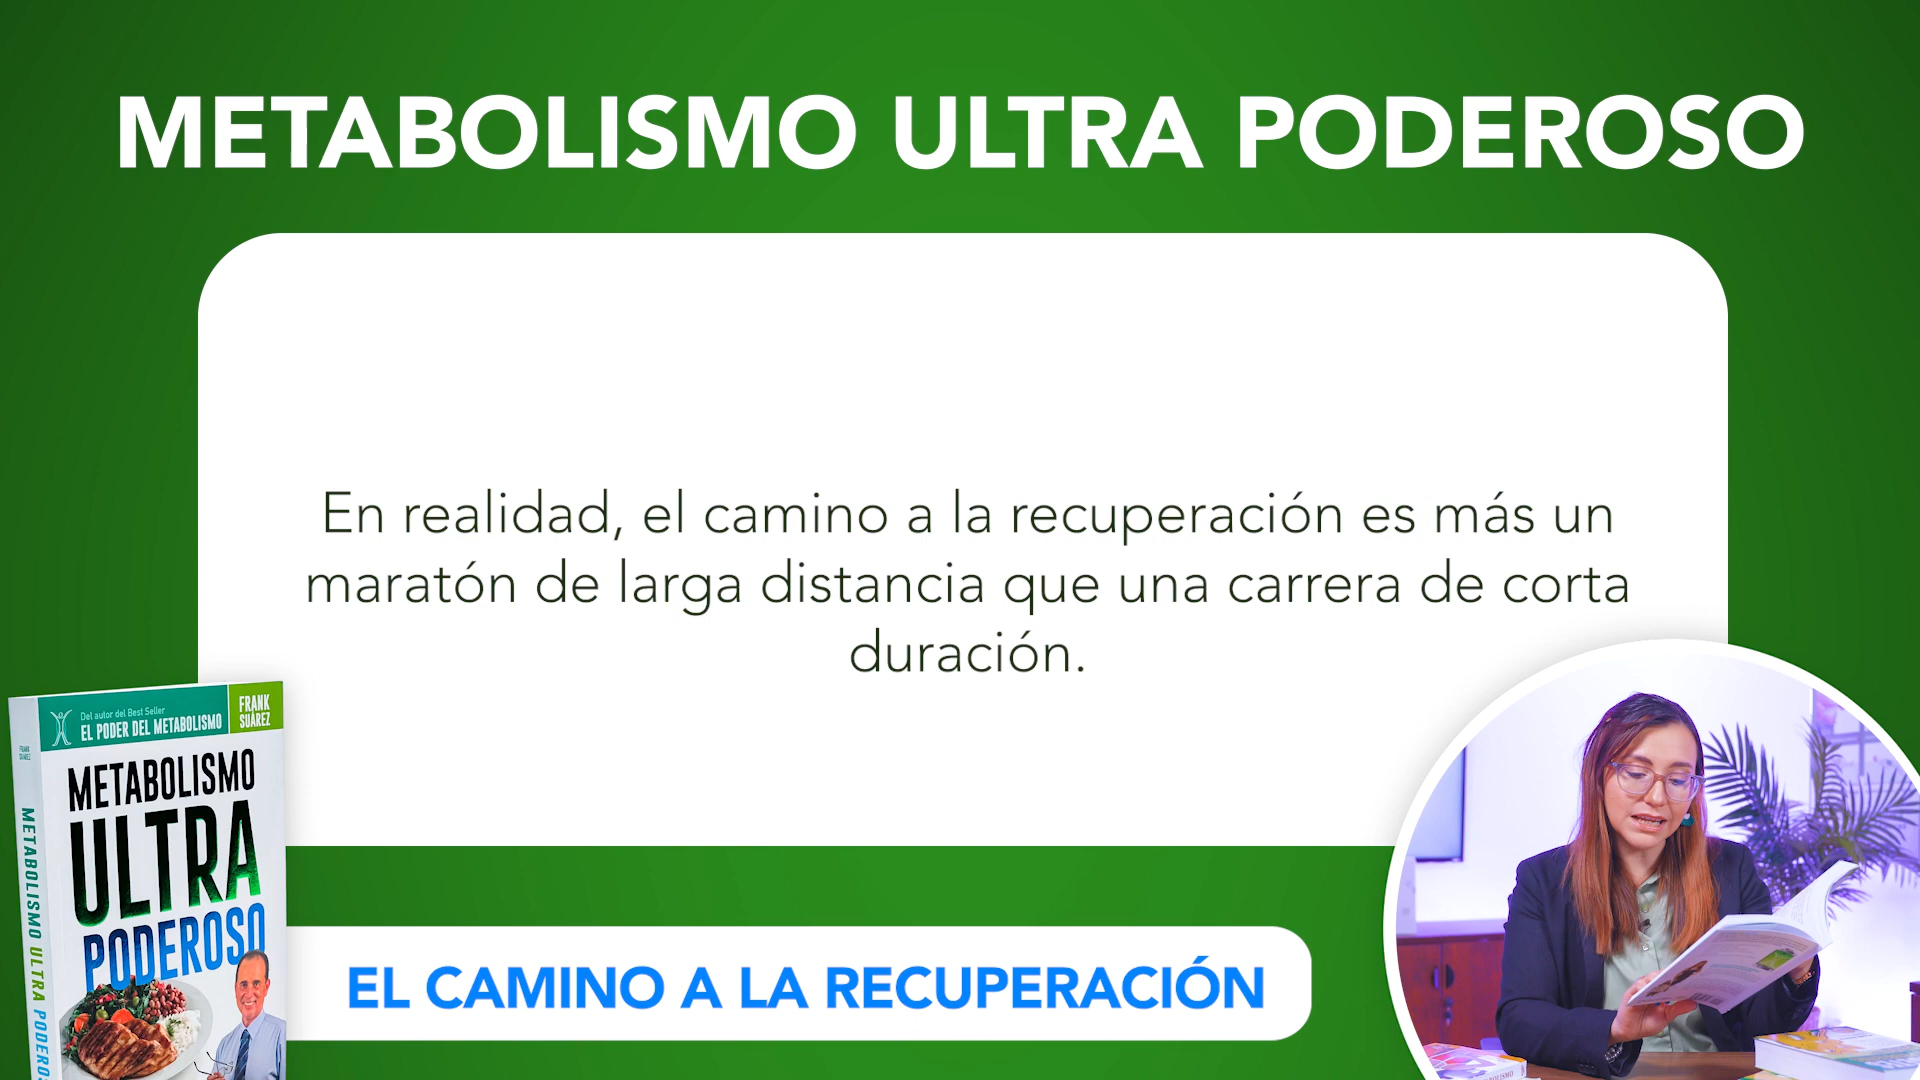 METABOLISMO ULTRA PODEROSO
En realidad, el camino a la recuperación es más un
maratón de larga distancia que una carrera de corta
duración.
Del autor del Best Seller
EL PODER DEL METABOLISMO
FRANK
SUÁREZ
METABOLISMO
ULTRA
PODEROSO
METABOLISMO ULTRA PODEROS
EL CAMINO A LA RECUPERACIÓN